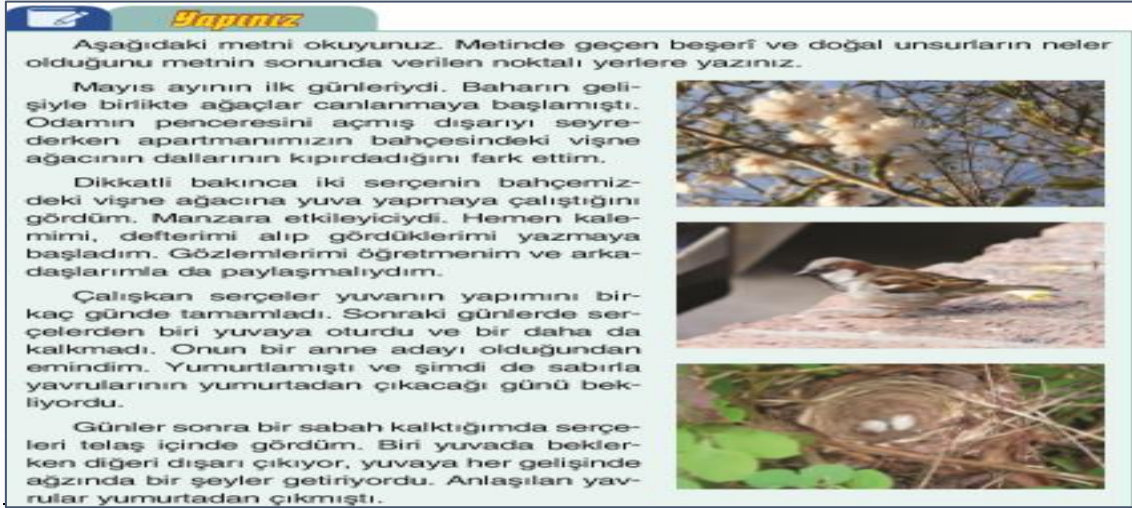 Yapınız
Aşağıdaki metni okuyunuz. Metinde geçen beşerî ve doğal unsurların neler
olduğunu metnin sonunda verilen noktalı yerlere yazınız.
Mayıs ayının ilk günleriydi. Baharın geli-
şiyle birlikte ağaçlar canlanmaya başlamıştı.
Odamın penceresini açmış dışarıyı seyre-
derken apartmanımızın bahçesindeki vişne
ağacının dallarının kıpırdadığını fark ettim.
Dikkatli bakınca iki serçenin bahçemiz-
deki vişne ağacına yuva yapmaya çalıştığını
gördüm. Manzara etkileyiciydi. Hemen kale-
mimi, defterimi alıp gördüklerimi yazmaya
başladım. Gözlemlerimi öğretmenim ve arka-
daşlarımla da paylaşmalıydım.
Çalışkan serçeler yuvanın yapımını bir-
kaç günde tamamladı. Sonraki günlerde ser-
çelerden biri yuvaya oturdu ve bir daha da
kalkmadı. Onun bir anne adayı olduğundan
emindim. Yumurtlamıştı ve şimdi de sabırla
yavrularının yumurtadan çıkacağı günü bek-
liyordu.
Günler sonra bir sabah kalktığımda serçe-
leri telaş içinde gördüm. Biri yuvada bekler-
ken diğeri dışarı çıkıyor, yuvaya her gelişinde
ağzında bir şeyler getiriyordu. Anlaşılan yav-
rular yumurtadan çıkmıştı.